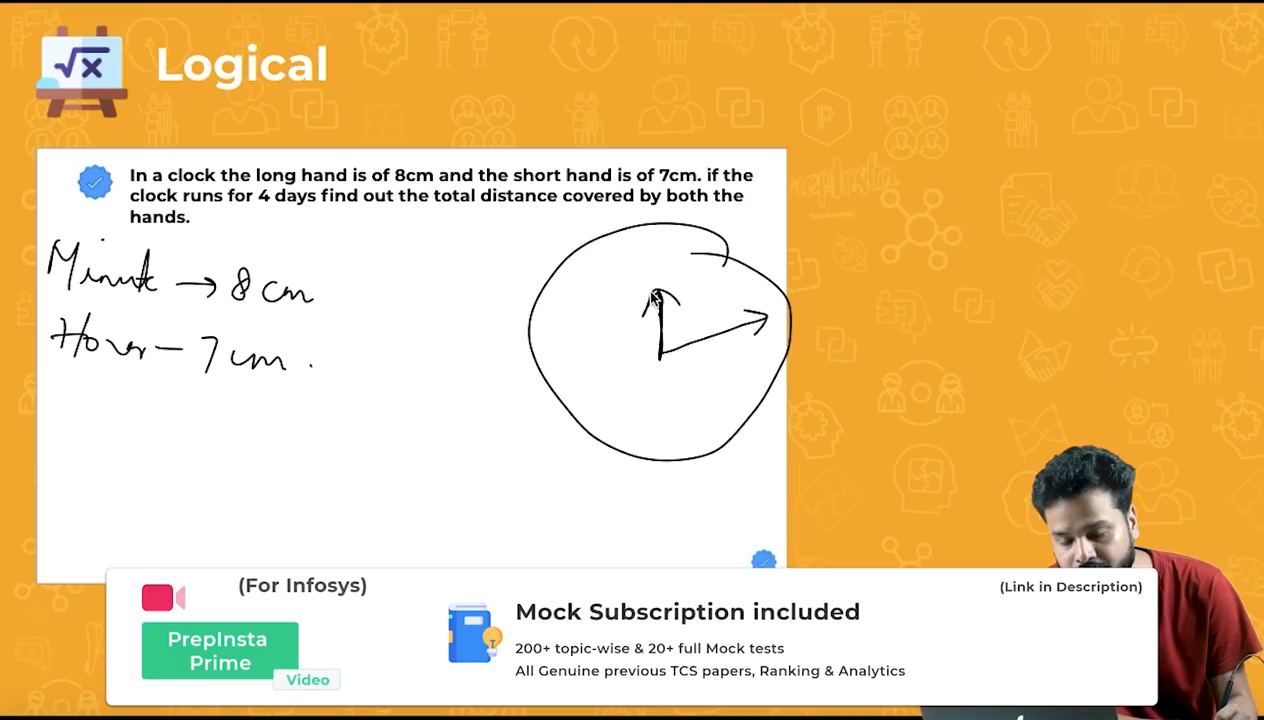 √x Logical
In a clock the long hand is of 8cm and the short hand is of 7cm. if the
clock runs for 4 days find out the total distance covered by both the
hands.
Minute → 8 cm
Hour – 7 cm.
(For Infosys)
(Link in Description)
PrepInsta
Prime
Video
Mock Subscription included
200+ topic-wise & 20+ full Mock tests
All Genuine previous TCS papers, Ranking & Analytics